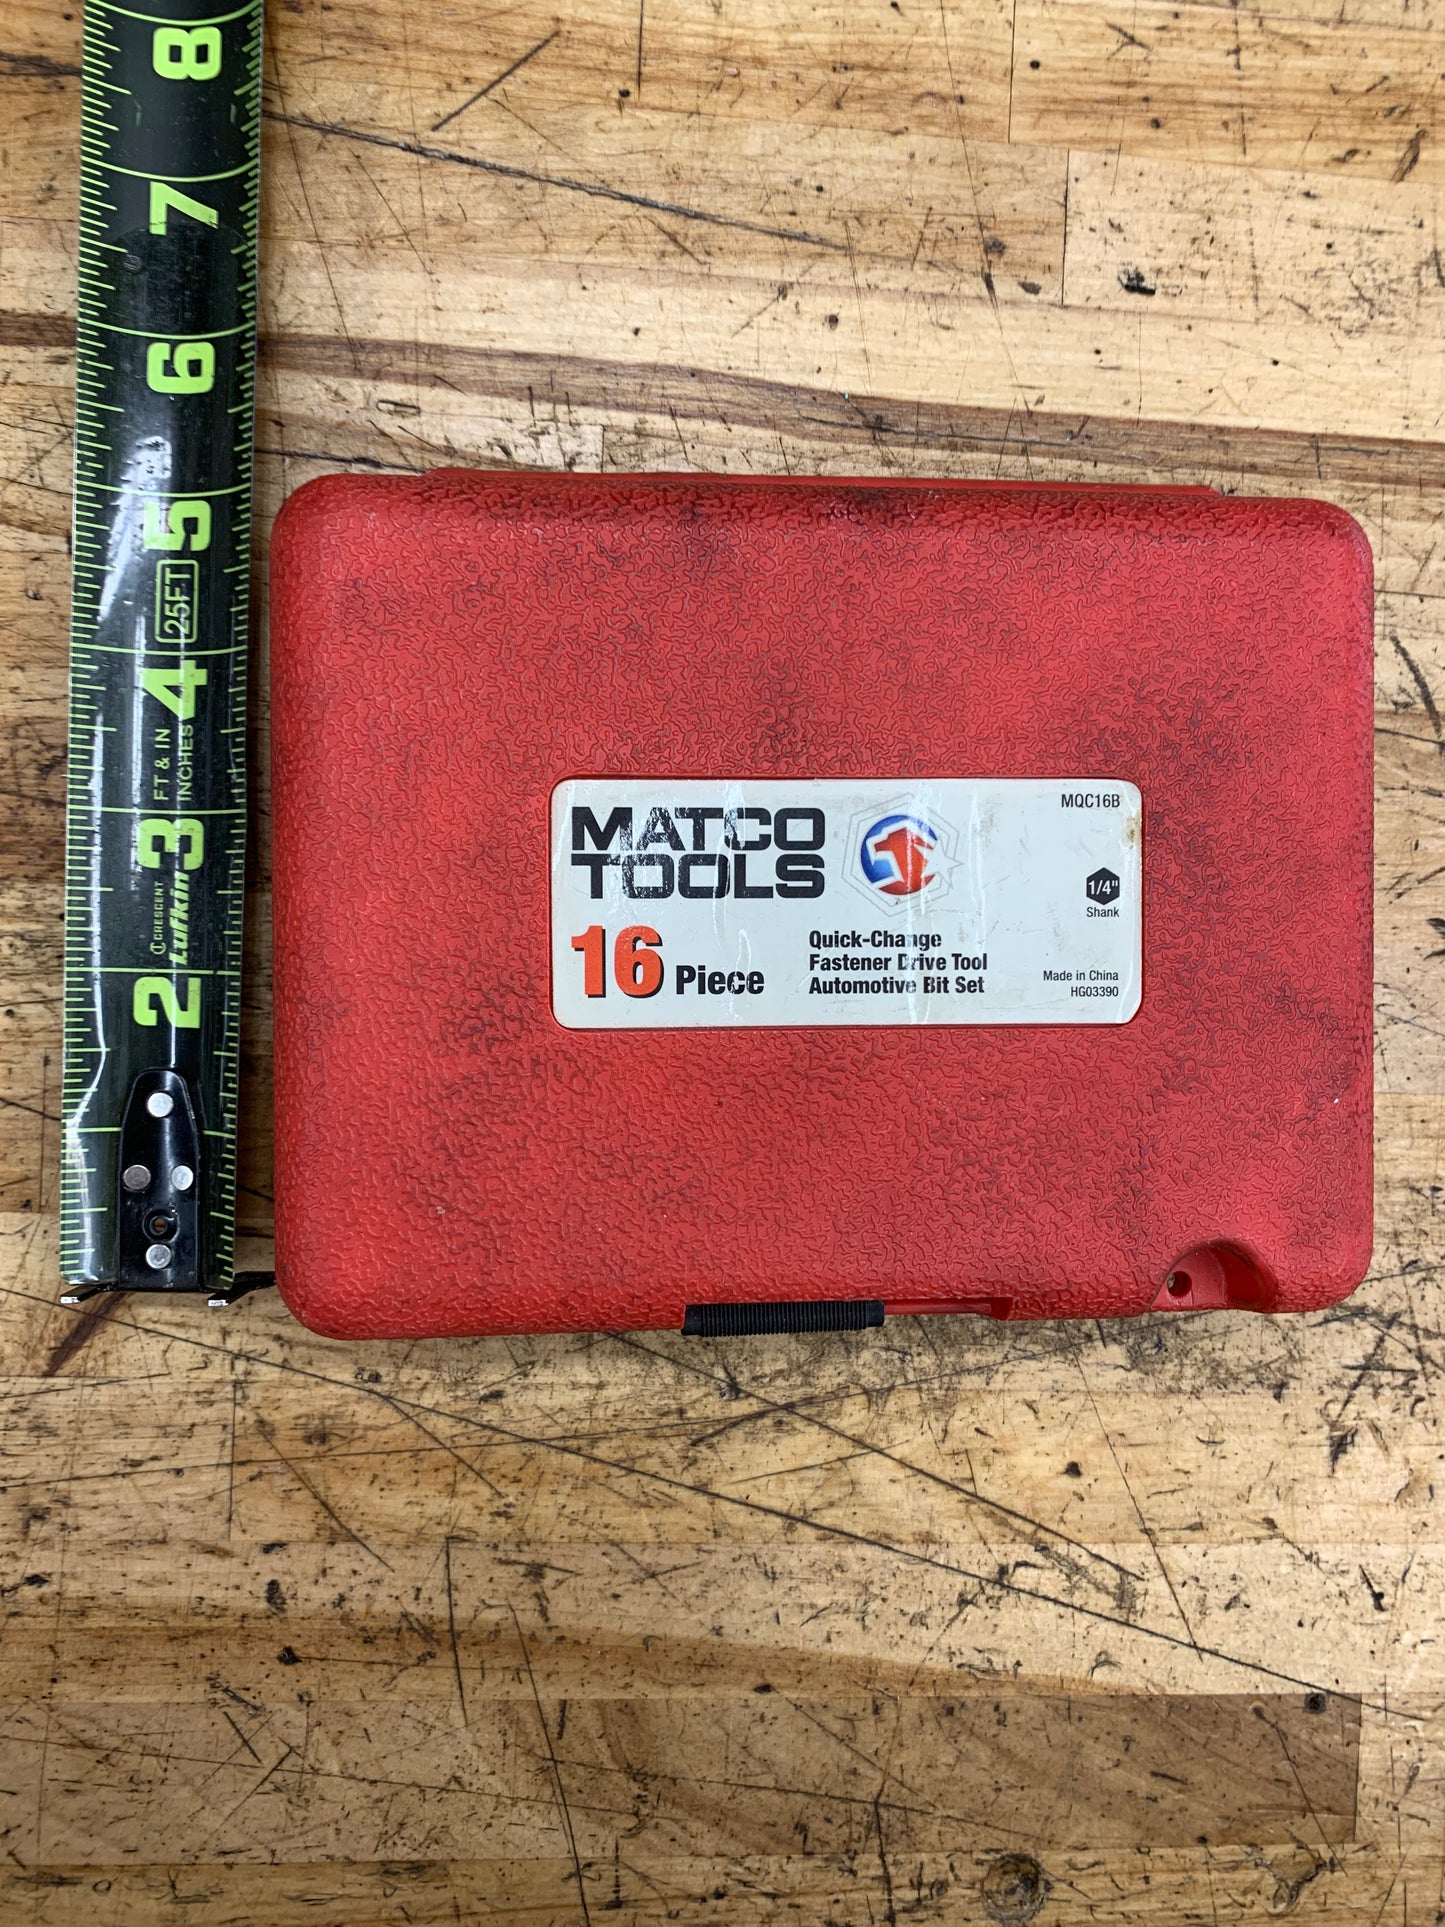 8
7
6
5
25FT
4
FT & IN
INCHES
3
CRESCENT
Lufkin
2
MATCO
TOOLS
16 Piece
Quick-Change
Fastener Drive Tool
Automotive Bit Set
MQC16B
1/4"
Shank
Made in China
HG03390